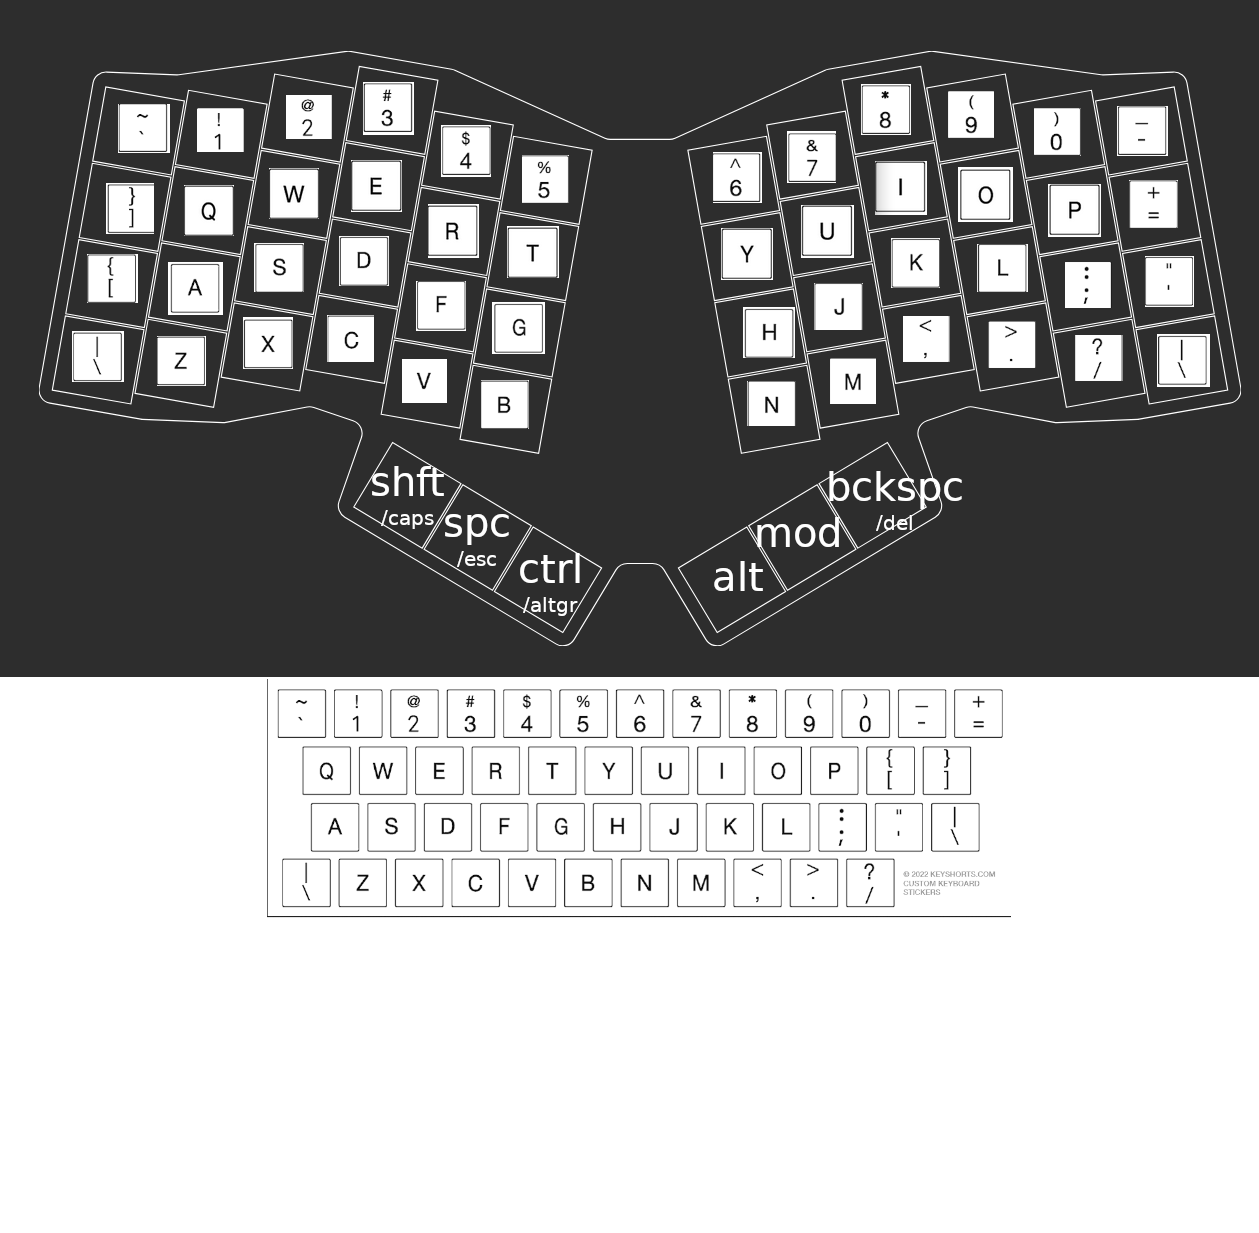 ~ ! @ # $ %
` 1 2 3 4 5
} Q W E R T
]
{ A S D F G
[
| Z X C V B
\
^ & * ( ) _
6 7 8 9 0 -
Y U I O P +
=
H J K L : "
; '
N M < > ? |
, . / \
shft
/caps
spc
/esc
ctrl
/altgr
alt
mod
bckspc
/del
~ ! @ # $ % ^ & * ( ) _ +
` 1 2 3 4 5 6 7 8 9 0 - =
Q W E R T Y U I O P { }
[ ]
A S D F G H J K L : " |
; ' \
| Z X C V B N M < > ?
\ , . /
© 2022 KEYSHORTS.COM
CUSTOM KEYBOARD
STICKERS